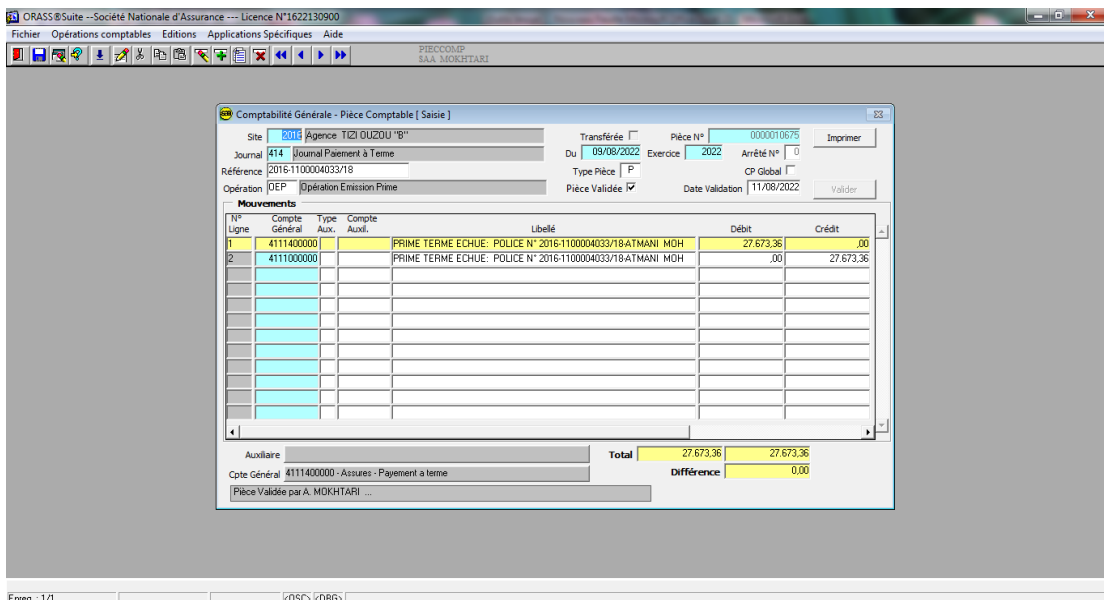 ORASS®Suite --Société Nationale d'Assurance --- Licence N°1622130900
Fichier Opérations comptables Editions Applications Spécifiques Aide
PIECCOMP
SAA MOKHTARI
Comptabilité Générale - Pièce Comptable [ Saisie ]
Site 2016 Agence TIZI OUZOU "B" Transférée Pièce N° 0000010675 Imprimer
Journal 414 Journal Paiement à Terme Du 09/08/2022 Exercice 2022 Arrêté N° 0
Référence 2016-1100004033/18 Type Pièce P CP Global
Opération OEP Opération Emission Prime Pièce Validée Date Validation 11/08/2022 Valider
Mouvements
N° Ligne Compte Général Type Aux. Compte Auxil. Libellé Débit Crédit
1 4111400000 PRIME TERME ECHUE: POLICE N° 2016-1100004033/18-ATMANI MOH 27.673,36 ,00
2 4111000000 PRIME TERME ECHUE: POLICE N° 2016-1100004033/18-ATMANI MOH ,00 27.673,36
Auxiliaire Total 27.673,36 27.673,36
Cpte Général 4111400000 - Assures - Payement a terme Différence 0,00
Pièce Validée par A. MOKHTARI ...
Enreg. : 1/1 <OSC> <DBG>